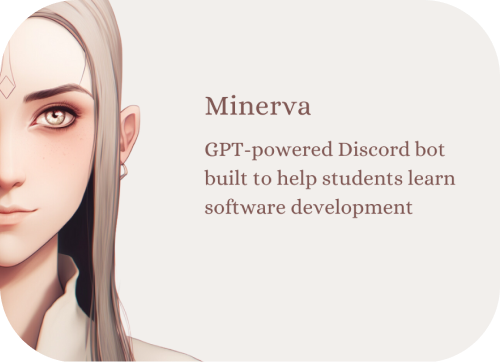 Minerva
GPT-powered Discord bot
built to help students learn
software development